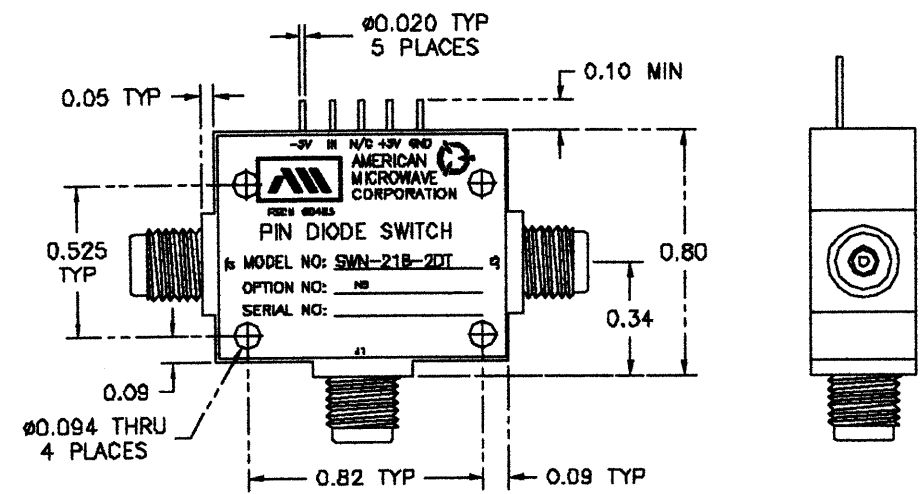 ø0.020 TYP
5 PLACES
0.10 MIN
0.05 TYP
-5V IN N/C +5V GND
AMERICAN
MICROWAVE
CORPORATION
PIN DIODE SWITCH
0.525
TYP
MODEL NO: SWN-218-2DT
OPTION NO:
SERIAL NO:
J1
0.80
0.34
0.09
ø0.094 THRU
4 PLACES
0.82 TYP
0.09 TYP